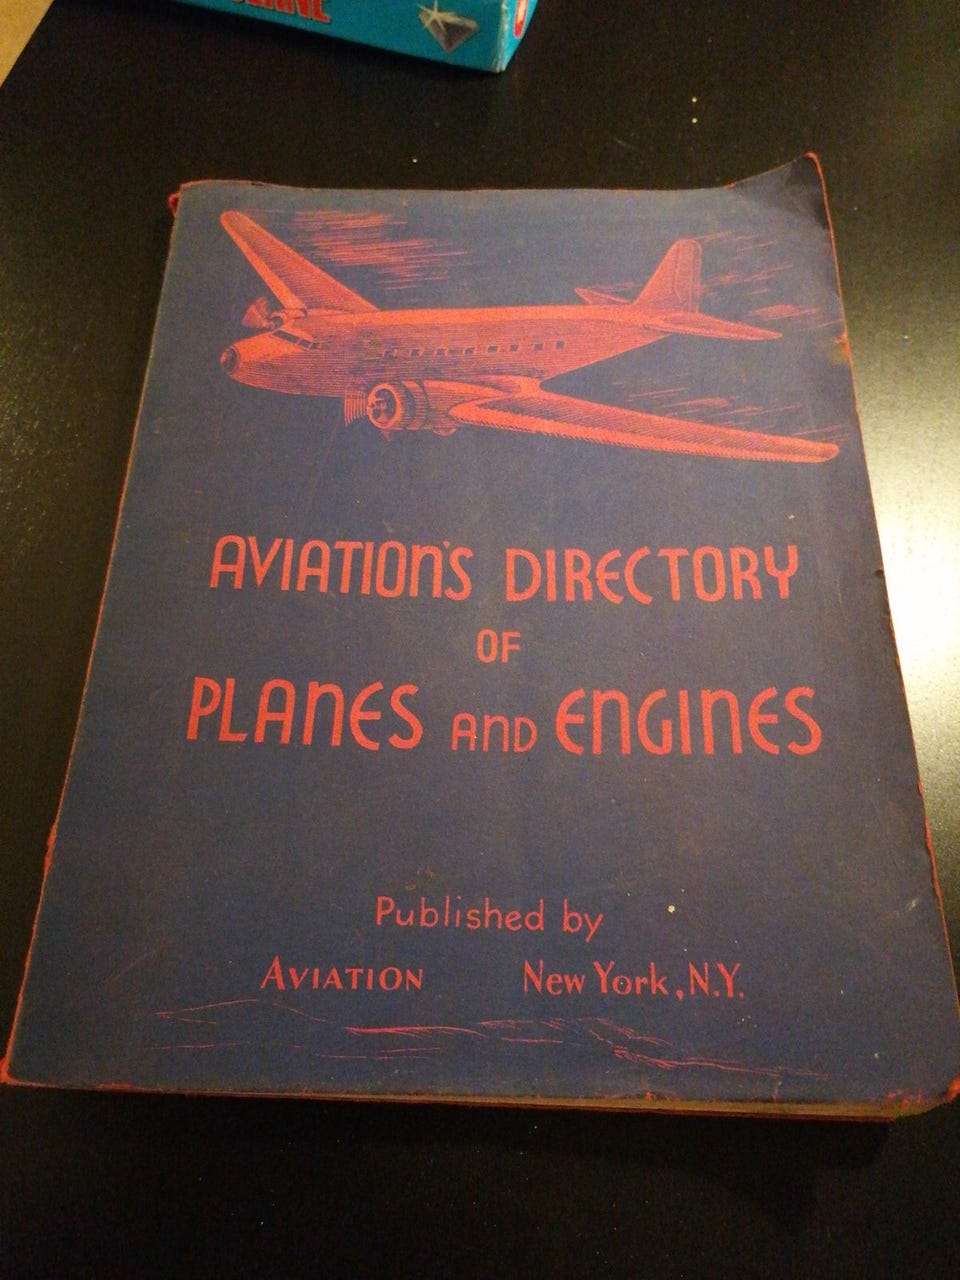 AVIATION'S DIRECTORY
OF
PLANES AND ENGINES
Published by
AVIATION New York, N.Y.